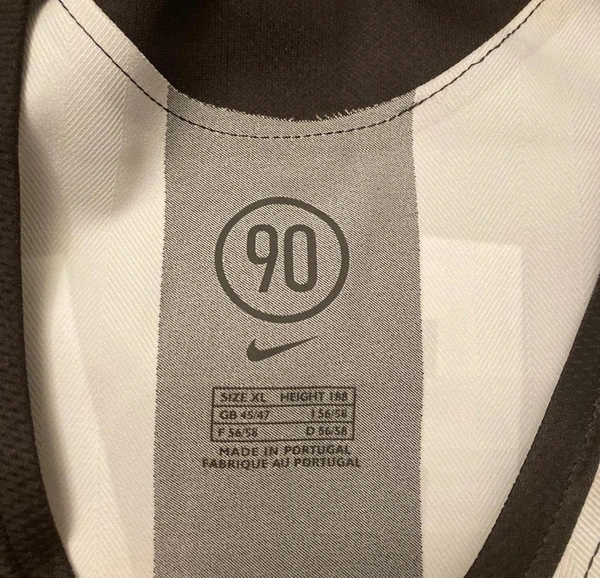 90
SIZE XL HEIGHT 188
GB 45/47 I 56/58
F 56/58 D 56/58
MADE IN PORTUGAL
FABRIQUE AU PORTUGAL